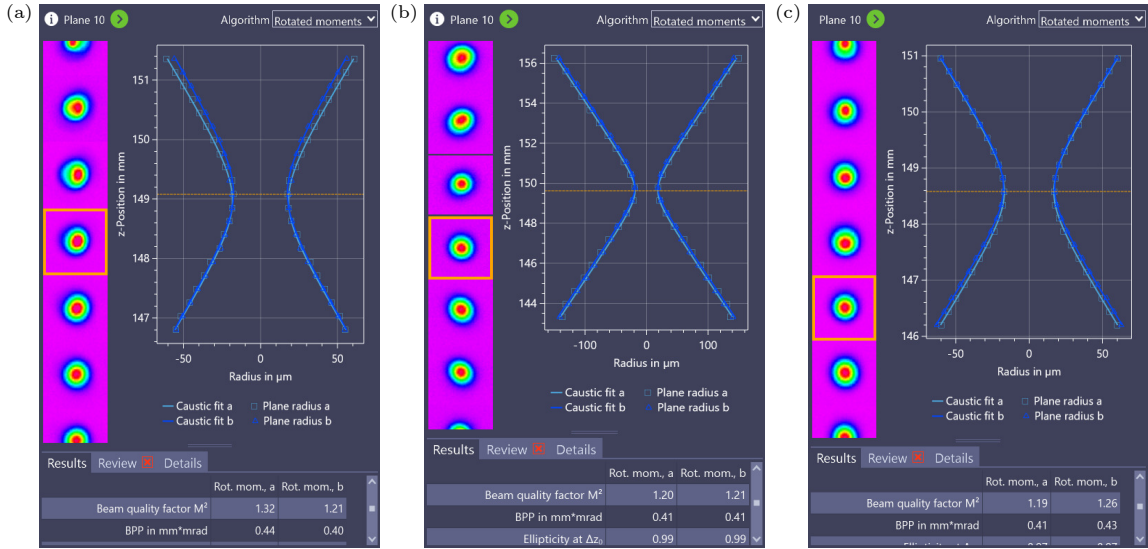 (a)
i Plane 10
Algorithm Rotated moments
151
150
149
148
147
z-Position in mm
-50 0 50
Radius in µm
Caustic fit a Plane radius a
Caustic fit b Plane radius b
Results Review Details
Rot. mom., a Rot. mom., b
Beam quality factor M² 1.32 1.21
BPP in mm*mrad 0.44 0.40
(b)
i Plane 10
Algorithm Rotated moments
156
154
152
150
148
146
144
z-Position in mm
-100 0 100
Radius in µm
Caustic fit a Plane radius a
Caustic fit b Plane radius b
Results Review Details
Rot. mom., a Rot. mom., b
Beam quality factor M² 1.20 1.21
BPP in mm*mrad 0.41 0.41
Ellipticity at Δz₀ 0.99 0.99
(c)
Plane 10
Algorithm Rotated moments
151
150
149
148
147
146
z-Position in mm
-50 0 50
Radius in µm
Caustic fit a Plane radius a
Caustic fit b Plane radius b
Results Review Details
Rot. mom., a Rot. mom., b
Beam quality factor M² 1.19 1.26
BPP in mm*mrad 0.41 0.43